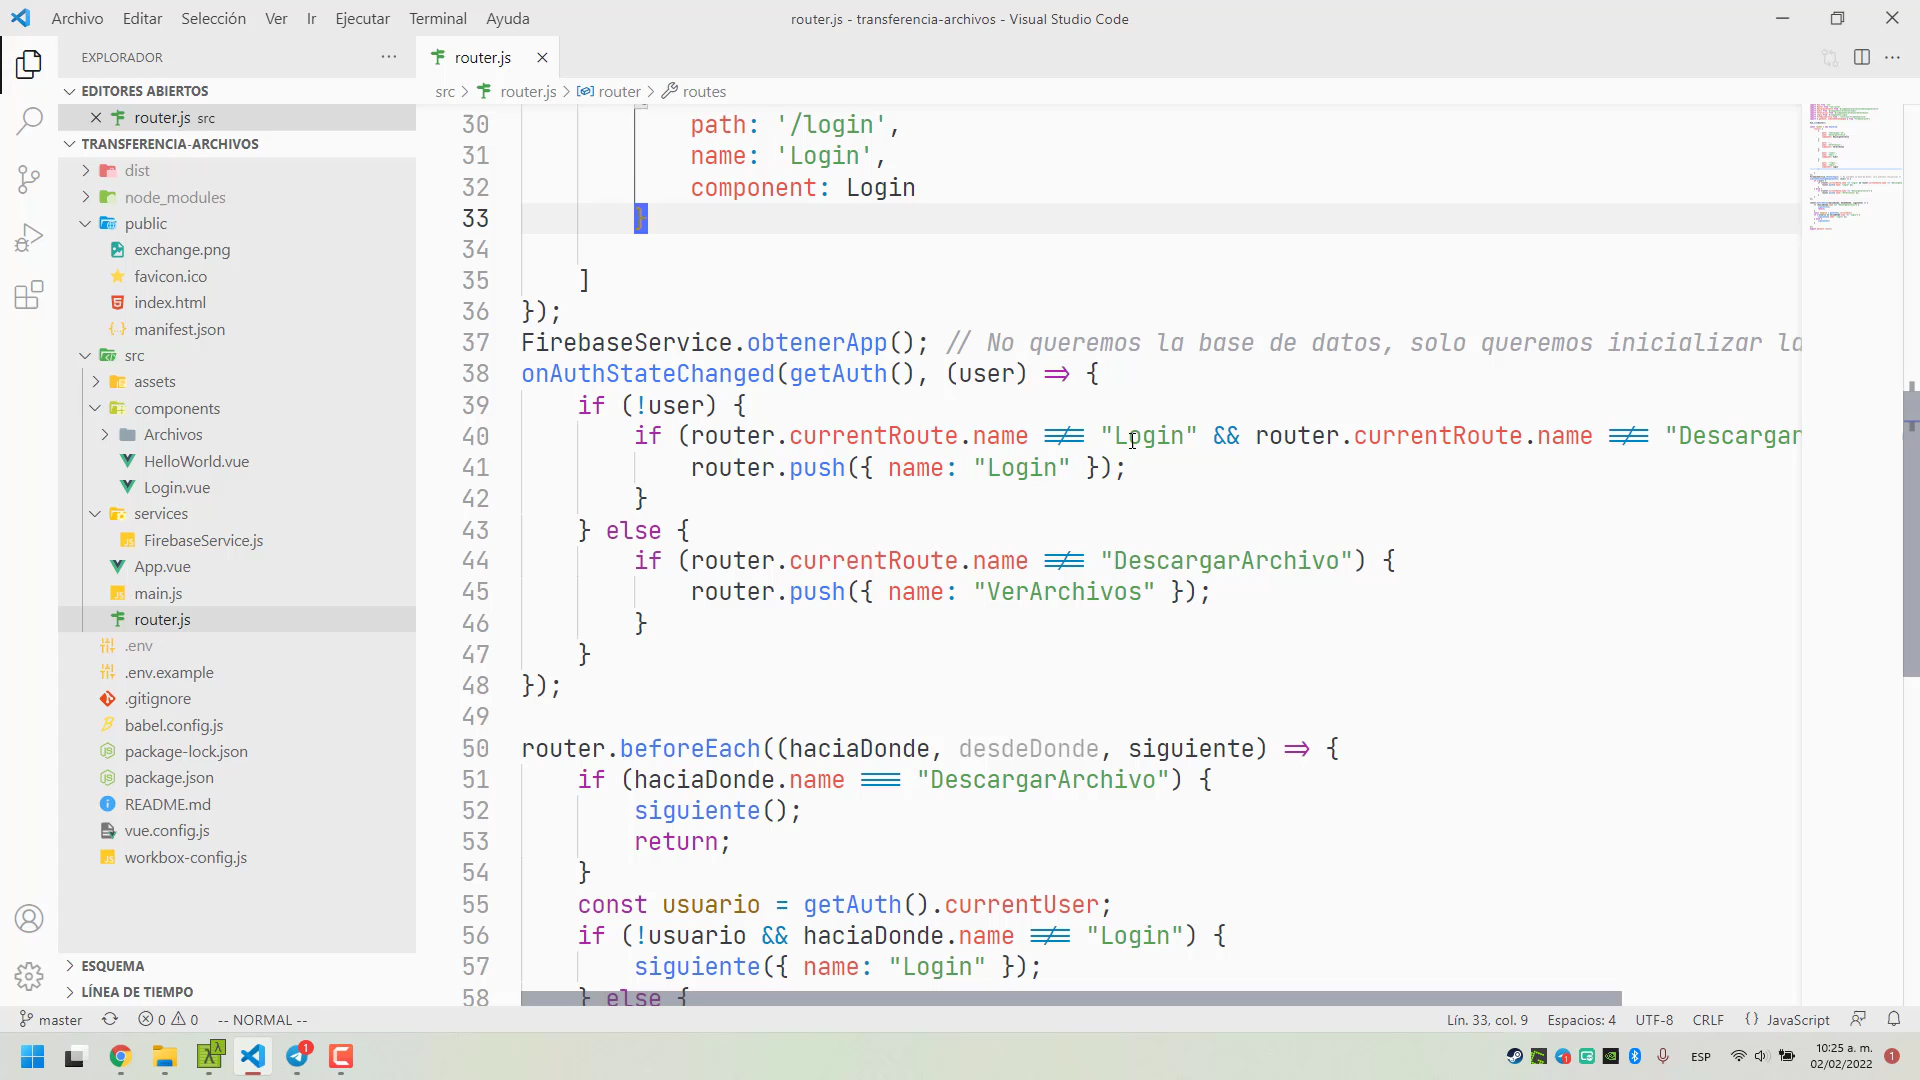 Archivo Editar Selección Ver Ir Ejecutar Terminal Ayuda
router.js - transferencia-archivos - Visual Studio Code
EXPLORADOR
EDITORES ABIERTOS
router.js src
TRANSFERENCIA-ARCHIVOS
dist
node_modules
public
exchange.png
favicon.ico
index.html
manifest.json
src
assets
components
Archivos
HelloWorld.vue
Login.vue
services
FirebaseService.js
App.vue
main.js
router.js
.env
.env.example
.gitignore
babel.config.js
package-lock.json
package.json
README.md
vue.config.js
workbox-config.js
ESQUEMA
LÍNEA DE TIEMPO
router.js
src > router.js > router > routes
30 path: '/login',
31 name: 'Login',
32 component: Login
33 }
34
35 ]
36 });
37 FirebaseService.obtenerApp(); // No queremos la base de datos, solo queremos inicializar la
38 onAuthStateChanged(getAuth(), (user) => {
39 if (!user) {
40 if (router.currentRoute.name !== "Login" && router.currentRoute.name !== "Descargar
41 router.push({ name: "Login" });
42 }
43 } else {
44 if (router.currentRoute.name !== "DescargarArchivo") {
45 router.push({ name: "VerArchivos" });
46 }
47 }
48 });
49
50 router.beforeEach((haciaDonde, desdeDonde, siguiente) => {
51 if (haciaDonde.name === "DescargarArchivo") {
52 siguiente();
53 return;
54 }
55 const usuario = getAuth().currentUser;
56 if (!usuario && haciaDonde.name !== "Login") {
57 siguiente({ name: "Login" });
58 } else {
master 0 0 -- NORMAL --
Lín. 33, col. 9 Espacios: 4 UTF-8 CRLF {} JavaScript
1
ESP
10:25 a. m.
02/02/2022
1